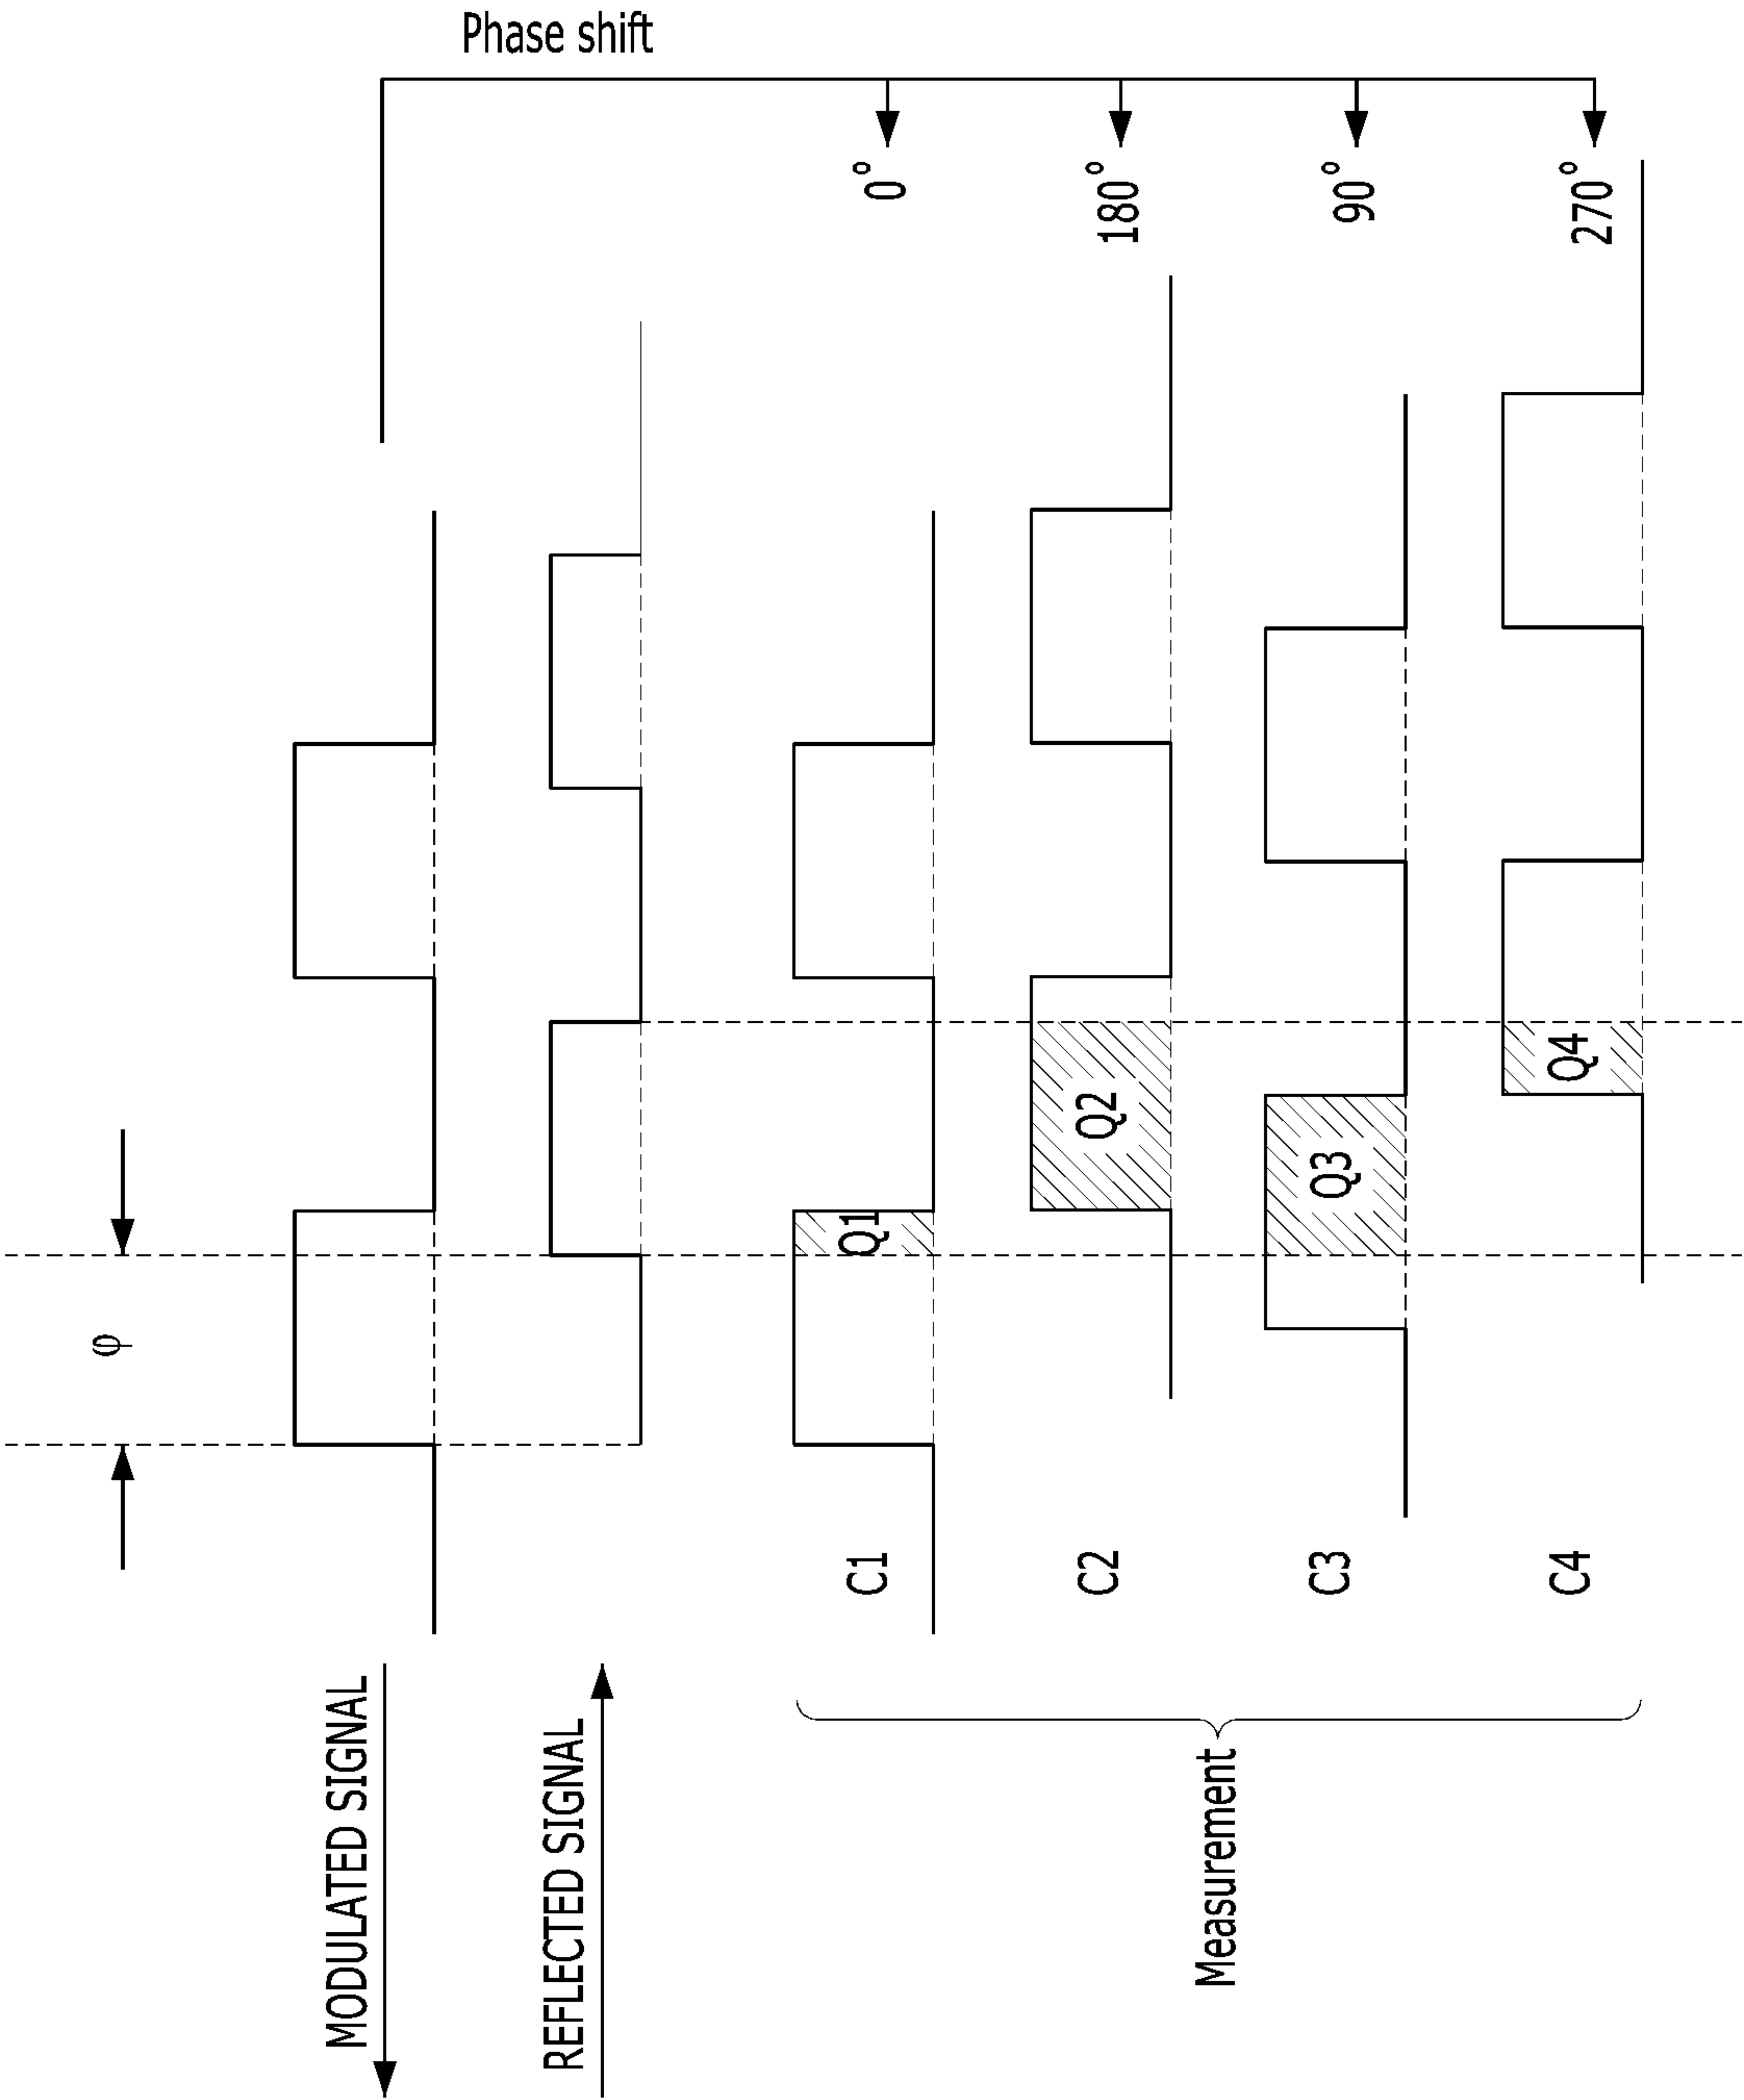 φ
MODULATED SIGNAL
REFLECTED SIGNAL
Phase shift
C1
Q1
0°
C2
Q2
180°
Measurement
C3
Q3
90°
C4
Q4
270°